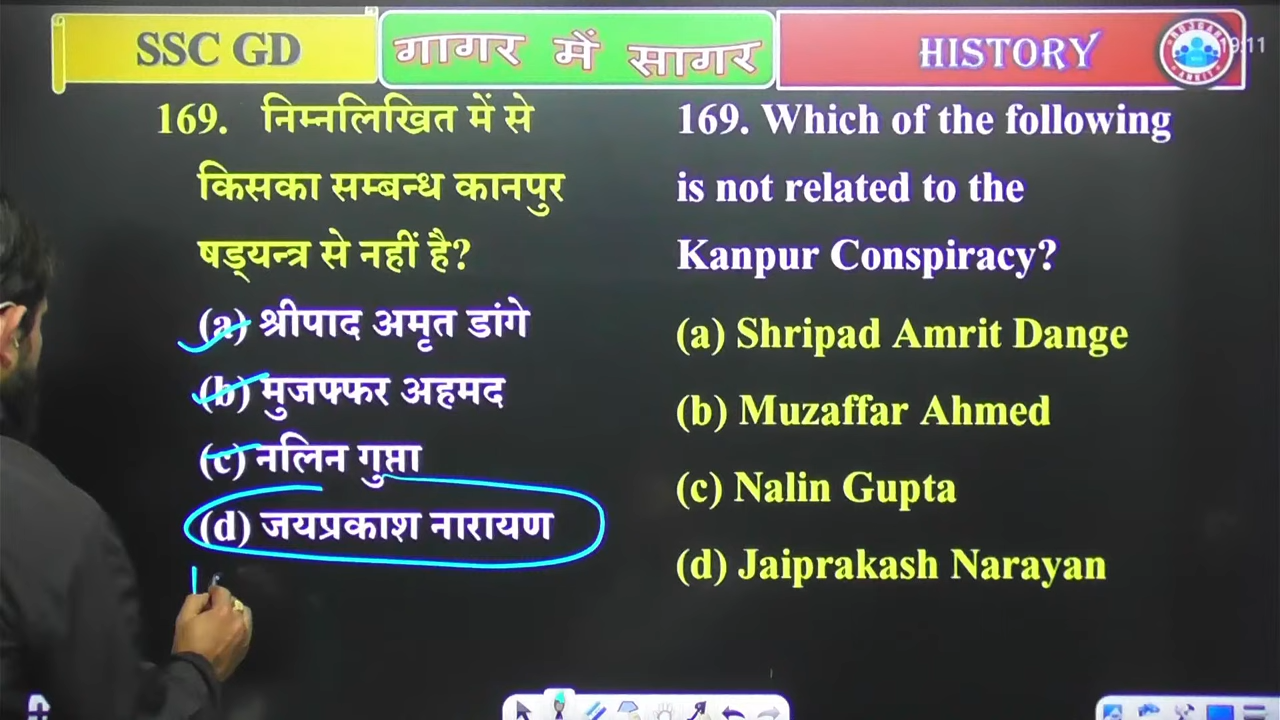 SSC GD
गागर में सागर
HISTORY
19:11
169. निम्नलिखित में से
किसका सम्बन्ध कानपुर
षड्यन्त्र से नहीं है?
(a) श्रीपाद अमृत डांगे
(b) मुजफ्फर अहमद
(c) नलिन गुप्ता
(d) जयप्रकाश नारायण
169. Which of the following
is not related to the
Kanpur Conspiracy?
(a) Shripad Amrit Dange
(b) Muzaffar Ahmed
(c) Nalin Gupta
(d) Jaiprakash Narayan